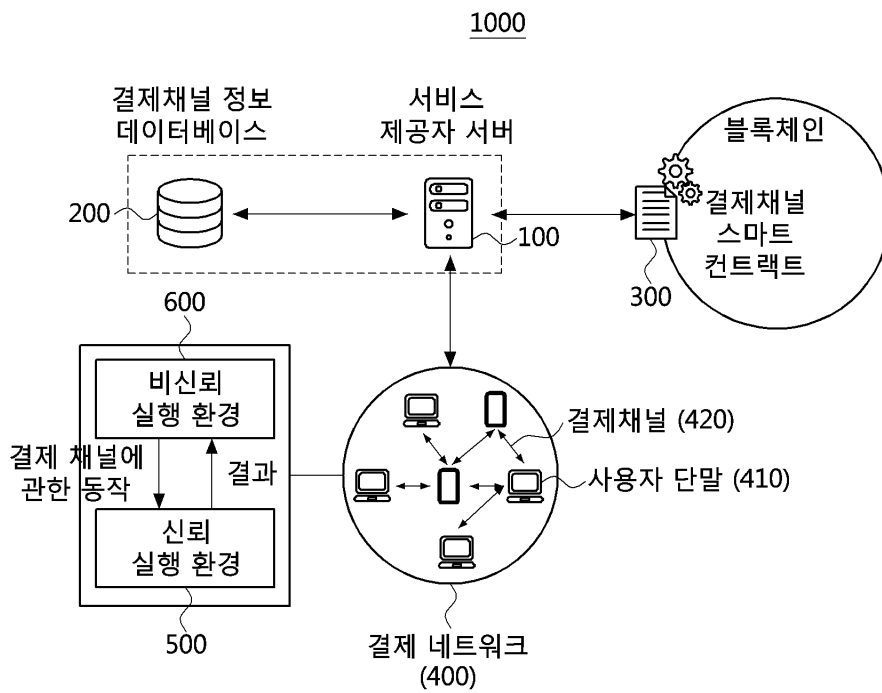 1000
결제채널 정보
데이터베이스
서비스
제공자 서버
블록체인
200
100
결제채널
스마트
컨트랙트
300
600
비신뢰
실행 환경
결제 채널에
관한 동작
결과
신뢰
실행 환경
500
결제채널 (420)
사용자 단말 (410)
결제 네트워크
(400)